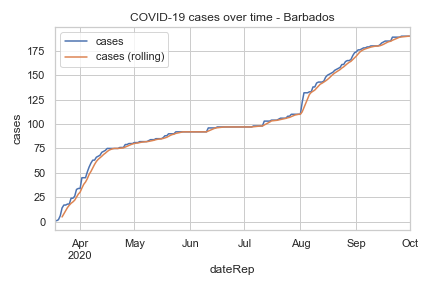 COVID-19 cases over time - Barbados
cases
cases (rolling)
175
150
125
100
75
50
25
0
cases
Apr
2020
May
Jun
Jul
Aug
Sep
Oct
dateRep